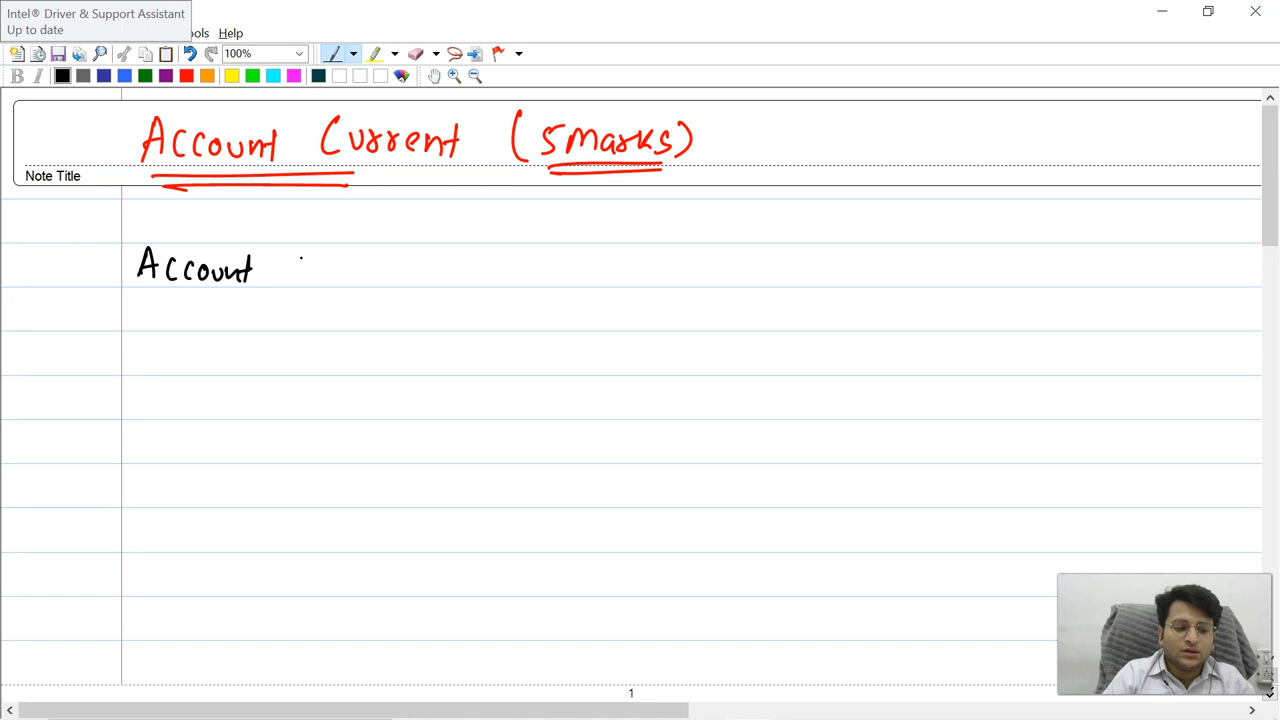 Intel® Driver & Support Assistant
Up to date
ols Help
100%
B I
Account Current (5 marks)
Note Title
Account
1